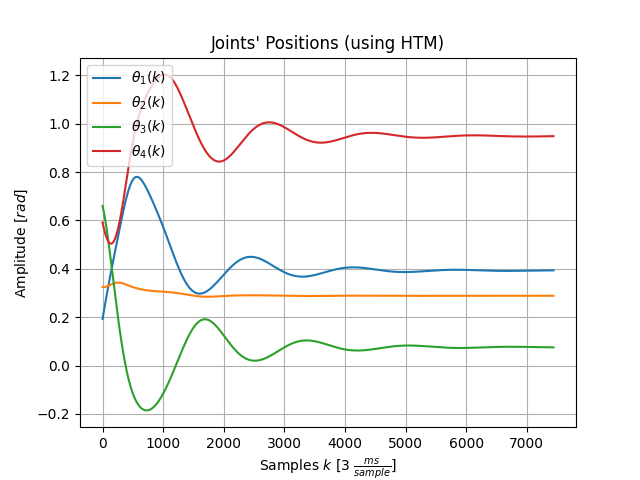 Joints' Positions (using HTM)
θ1(k)
θ2(k)
θ3(k)
θ4(k)
Amplitude [rad]
1.2
1.0
0.8
0.6
0.4
0.2
0.0
−0.2
0 1000 2000 3000 4000 5000 6000 7000
Samples k [3 ms/sample]